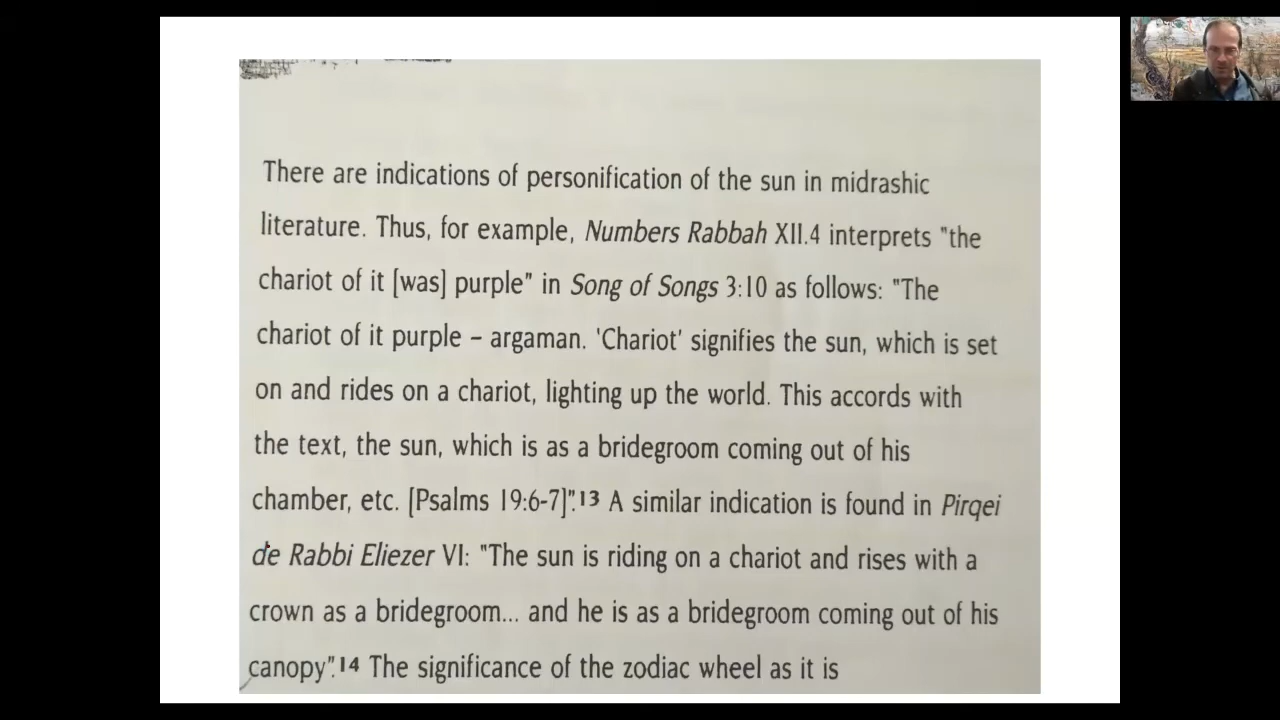 There are indications of personification of the sun in midrashic
literature. Thus, for example, Numbers Rabbah XII.4 interprets "the
chariot of it [was] purple" in Song of Songs 3:10 as follows: "The
chariot of it purple – argaman. 'Chariot' signifies the sun, which is set
on and rides on a chariot, lighting up the world. This accords with
the text, the sun, which is as a bridegroom coming out of his
chamber, etc. [Psalms 19:6-7]".13 A similar indication is found in Pirqei
de Rabbi Eliezer VI: "The sun is riding on a chariot and rises with a
crown as a bridegroom... and he is as a bridegroom coming out of his
canopy".14 The significance of the zodiac wheel as it is